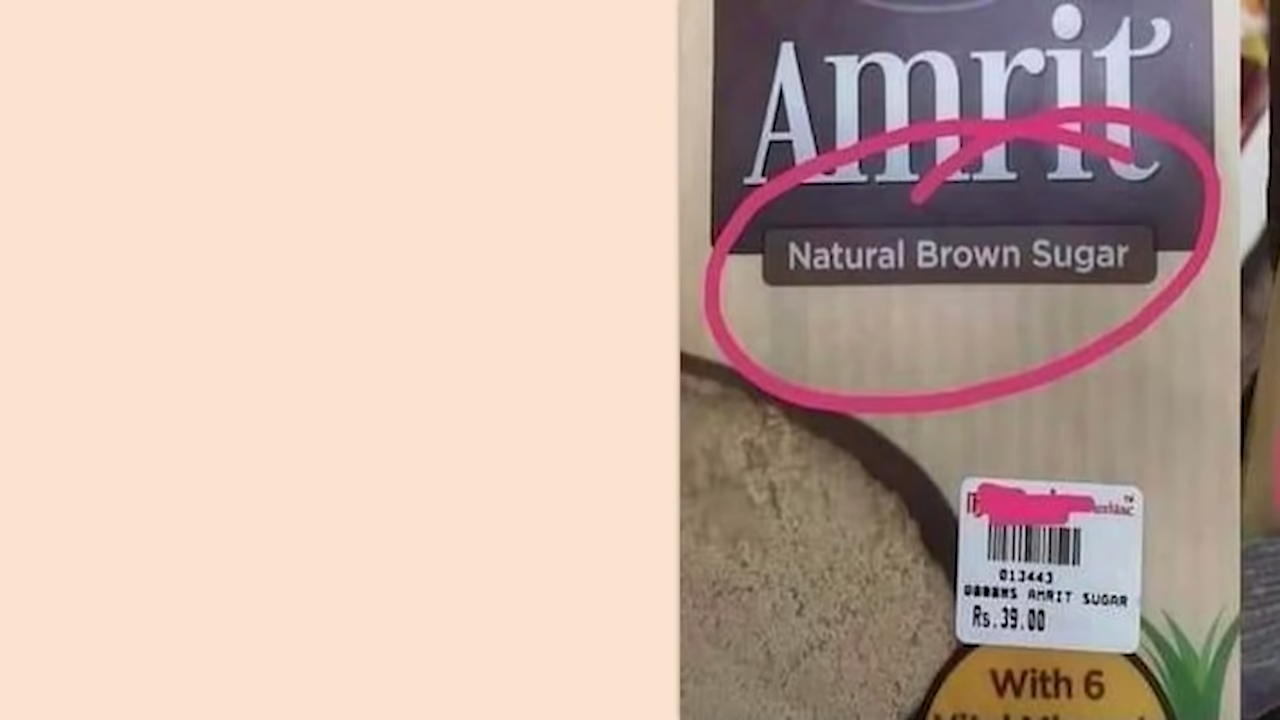 Amrit
Natural Brown Sugar
013443
AMRIT SUGAR
Rs.39.00
With 6